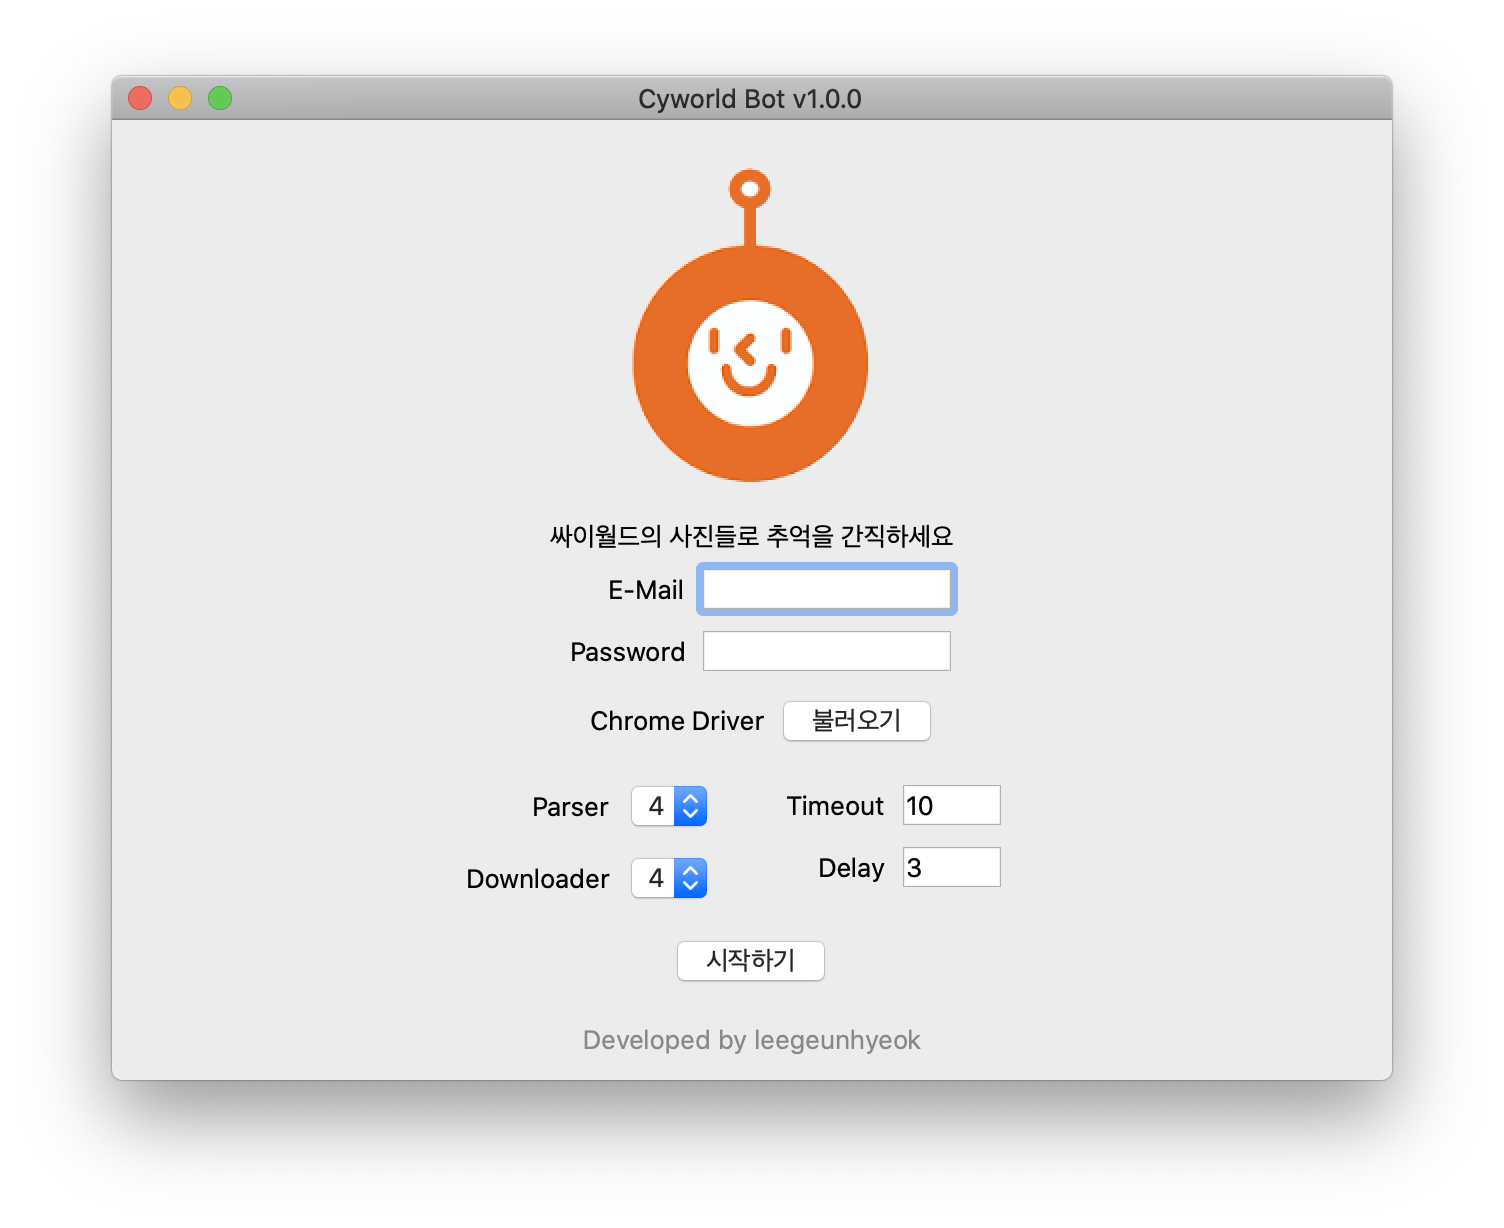 Cyworld Bot v1.0.0
싸이월드의 사진들로 추억을 간직하세요
E-Mail
Password
Chrome Driver 불러오기
Parser 4 Timeout 10
Downloader 4 Delay 3
시작하기
Developed by leegeunhyeok